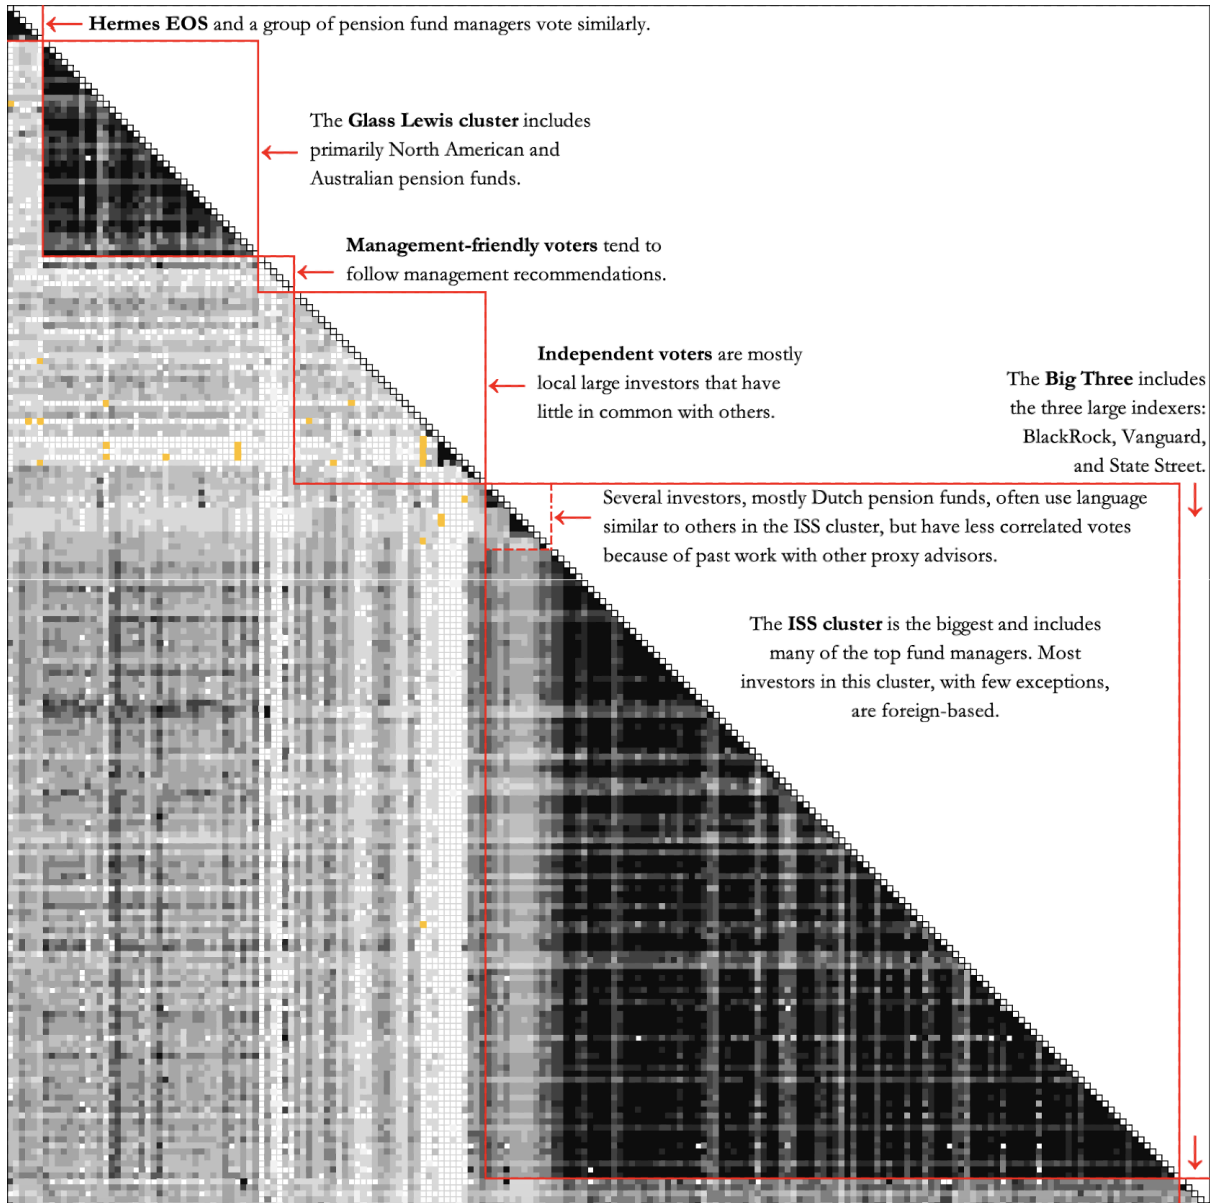 Hermes EOS and a group of pension fund managers vote similarly.
The Glass Lewis cluster includes
primarily North American and
Australian pension funds.
Management-friendly voters tend to
follow management recommendations.
Independent voters are mostly
local large investors that have
little in common with others.
The Big Three includes
the three large indexers:
BlackRock, Vanguard,
and State Street.
Several investors, mostly Dutch pension funds, often use language
similar to others in the ISS cluster, but have less correlated votes
because of past work with other proxy advisors.
The ISS cluster is the biggest and includes
many of the top fund managers. Most
investors in this cluster, with few exceptions,
are foreign-based.